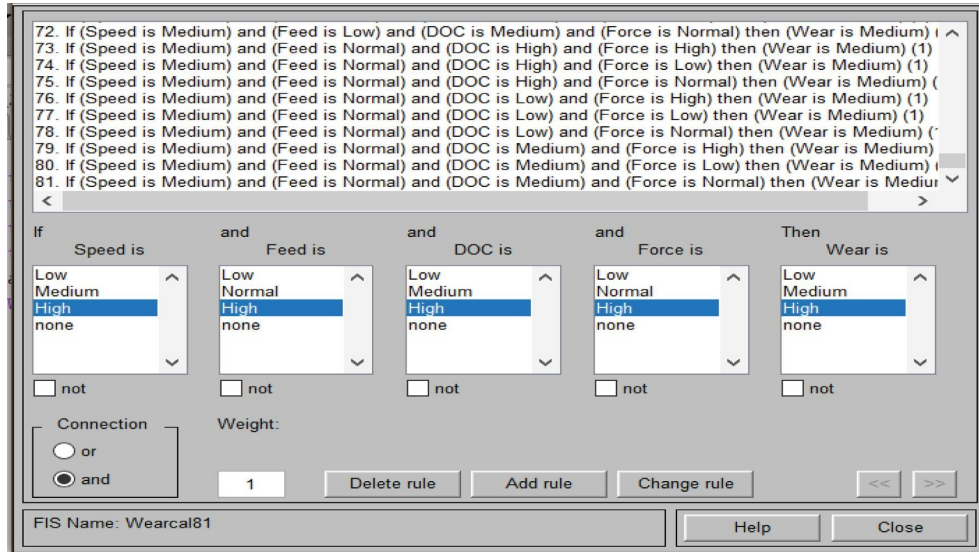 72. If (Speed is Medium) and (Feed is Low) and (DOC is Medium) and (Force is Normal) then (Wear is Medium) (
73. If (Speed is Medium) and (Feed is Normal) and (DOC is High) and (Force is High) then (Wear is Medium) (1)
74. If (Speed is Medium) and (Feed is Normal) and (DOC is High) and (Force is Low) then (Wear is Medium) (1)
75. If (Speed is Medium) and (Feed is Normal) and (DOC is High) and (Force is Normal) then (Wear is Medium) (
76. If (Speed is Medium) and (Feed is Normal) and (DOC is Low) and (Force is High) then (Wear is Medium) (1)
77. If (Speed is Medium) and (Feed is Normal) and (DOC is Low) and (Force is Low) then (Wear is Medium) (1)
78. If (Speed is Medium) and (Feed is Normal) and (DOC is Low) and (Force is Normal) then (Wear is Medium) (
79. If (Speed is Medium) and (Feed is Normal) and (DOC is Medium) and (Force is High) then (Wear is Medium)
80. If (Speed is Medium) and (Feed is Normal) and (DOC is Medium) and (Force is Low) then (Wear is Medium) (
81. If (Speed is Medium) and (Feed is Normal) and (DOC is Medium) and (Force is Normal) then (Wear is
If and and and Then
Speed is Feed is DOC is Force is Wear is
Low Low Low Low Low
Medium Normal Medium Normal Medium
High High High High High
none none none none none
not not not not not
Connection Weight:
or
and 1 Delete rule Add rule Change rule << >>
FIS Name: Wearcal81 Help Close